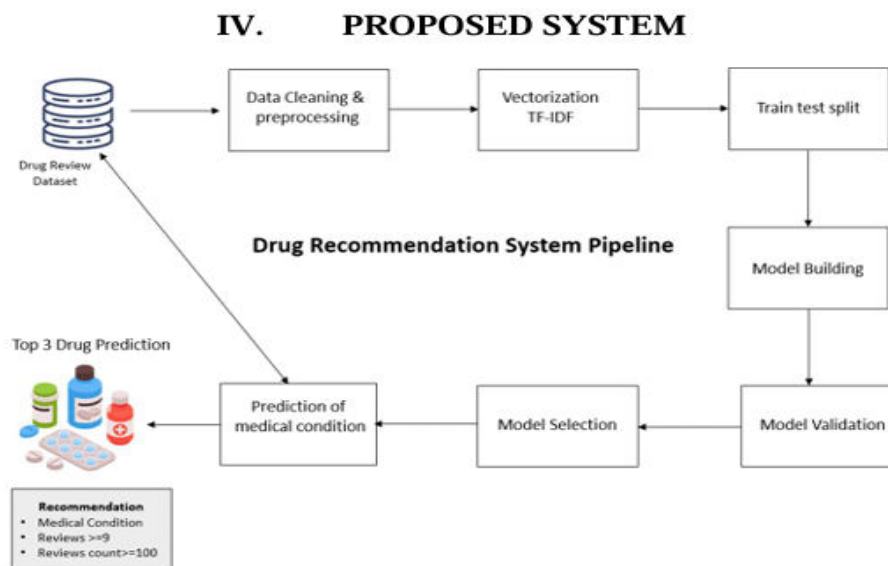 IV. PROPOSED SYSTEM
Drug Review
Dataset
Data Cleaning &
preprocessing
Vectorization
TF-IDF
Train test split
Drug Recommendation System Pipeline
Model Building
Top 3 Drug Prediction
Prediction of
medical condition
Model Selection
Model Validation
Recommendation
• Medical Condition
• Reviews >=9
• Reviews count>=100